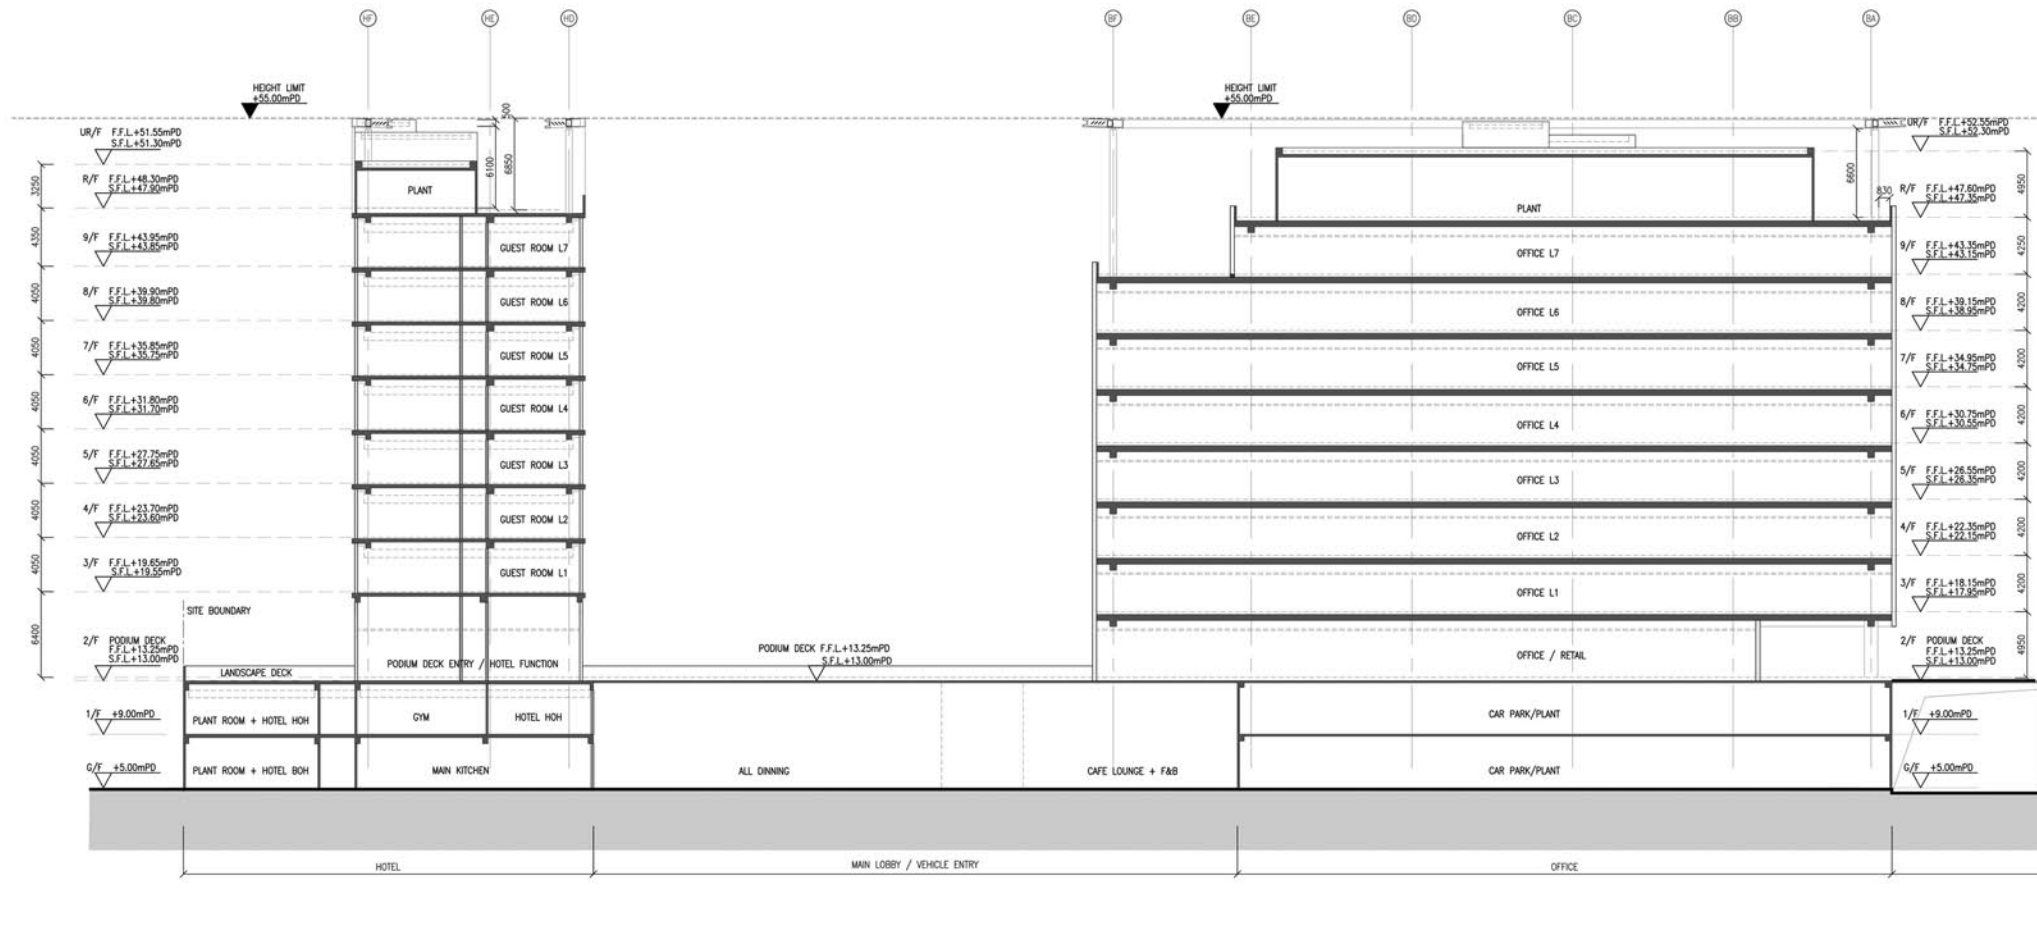 HF
HE
HD
BF
BE
BD
BC
BB
BA
HEIGHT LIMIT
+55.00mPD
HEIGHT LIMIT
+55.00mPD
UR/F F.F.L.+51.55mPD
S.F.L.+51.30mPD
R/F F.F.L.+48.30mPD
S.F.L.+47.90mPD
9/F F.F.L.+43.95mPD
S.F.L.+43.85mPD
8/F F.F.L.+39.90mPD
S.F.L.+39.80mPD
7/F F.F.L.+35.85mPD
S.F.L.+35.75mPD
6/F F.F.L.+31.80mPD
S.F.L.+31.70mPD
5/F F.F.L.+27.75mPD
S.F.L.+27.65mPD
4/F F.F.L.+23.70mPD
S.F.L.+23.60mPD
3/F F.F.L.+19.65mPD
S.F.L.+19.55mPD
2/F PODIUM DECK
F.F.L.+13.25mPD
S.F.L.+13.00mPD
1/F +9.00mPD
G/F +5.00mPD
3250
4350
4050
4050
4050
4050
4050
4050
6400
500
6100
6850
PLANT
GUEST ROOM L7
GUEST ROOM L6
GUEST ROOM L5
GUEST ROOM L4
GUEST ROOM L3
GUEST ROOM L2
GUEST ROOM L1
SITE BOUNDARY
LANDSCAPE DECK
PODIUM DECK ENTRY / HOTEL FUNCTION
PLANT ROOM + HOTEL HOH
GYM
HOTEL HOH
PLANT ROOM + HOTEL BOH
MAIN KITCHEN
PODIUM DECK F.F.L.+13.25mPD
S.F.L.+13.00mPD
ALL DINNING
CAFE LOUNGE + F&B
6600
830
PLANT
OFFICE L7
OFFICE L6
OFFICE L5
OFFICE L4
OFFICE L3
OFFICE L2
OFFICE L1
OFFICE / RETAIL
CAR PARK/PLANT
CAR PARK/PLANT
UR/F F.F.L.+52.55mPD
S.F.L.+52.30mPD
R/F F.F.L.+47.60mPD
S.F.L.+47.35mPD
9/F F.F.L.+43.35mPD
S.F.L.+43.15mPD
8/F F.F.L.+39.15mPD
S.F.L.+38.95mPD
7/F F.F.L.+34.95mPD
S.F.L.+34.75mPD
6/F F.F.L.+30.75mPD
S.F.L.+30.55mPD
5/F F.F.L.+26.55mPD
S.F.L.+26.35mPD
4/F F.F.L.+22.35mPD
S.F.L.+22.15mPD
3/F F.F.L.+18.15mPD
S.F.L.+17.95mPD
2/F PODIUM DECK
F.F.L.+13.25mPD
S.F.L.+13.00mPD
1/F +9.00mPD
G/F +5.00mPD
4950
4250
4200
4200
4200
4200
4200
4200
4950
HOTEL
MAIN LOBBY / VEHICLE ENTRY
OFFICE